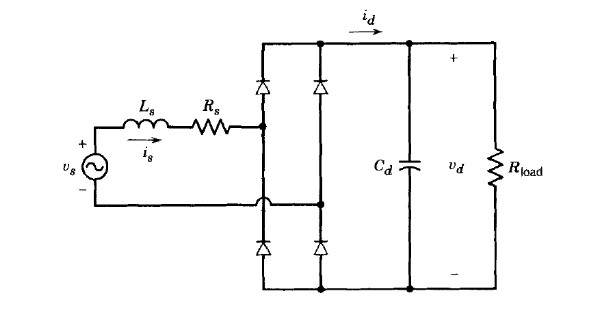 i_d
+
L_s
R_s
+
i_s
v_s
C_d
v_d
R_load
−
−